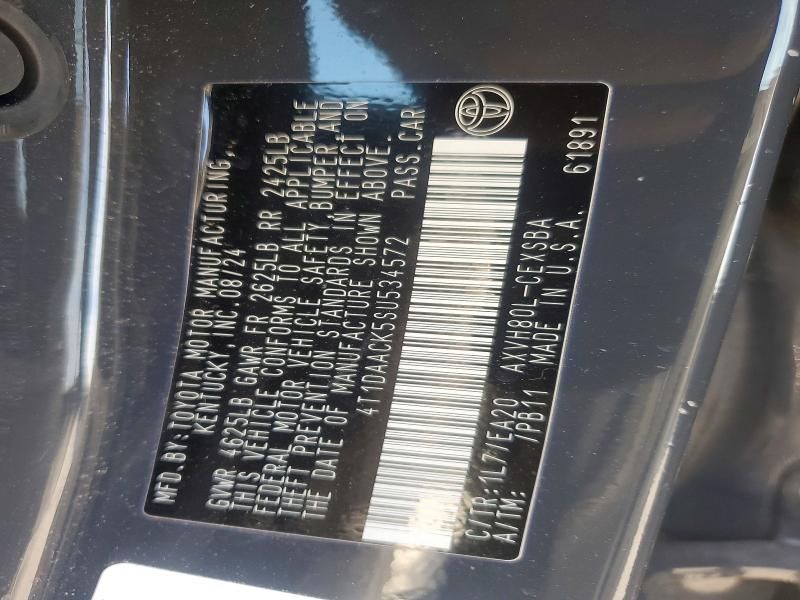 MFD.BY:TOYOTA MOTOR MANUFACTURING,
KENTUCKY INC. 08/24
GVWR 4625LB GAWR FR 2625LB RR 2425LB
THIS VEHICLE CONFORMS TO ALL APPLICABLE
FEDERAL MOTOR VEHICLE SAFETY, BUMPER AND
THEFT PREVENTION STANDARDS IN EFFECT ON
THE DATE OF MANUFACTURE SHOWN ABOVE.
4T1DAACK5SU534572 PASS.CAR
C/TR:1L7 /EA20 AXVH80L-CEXSBA
A/TM: /PB11 MADE IN U.S.A. 61891